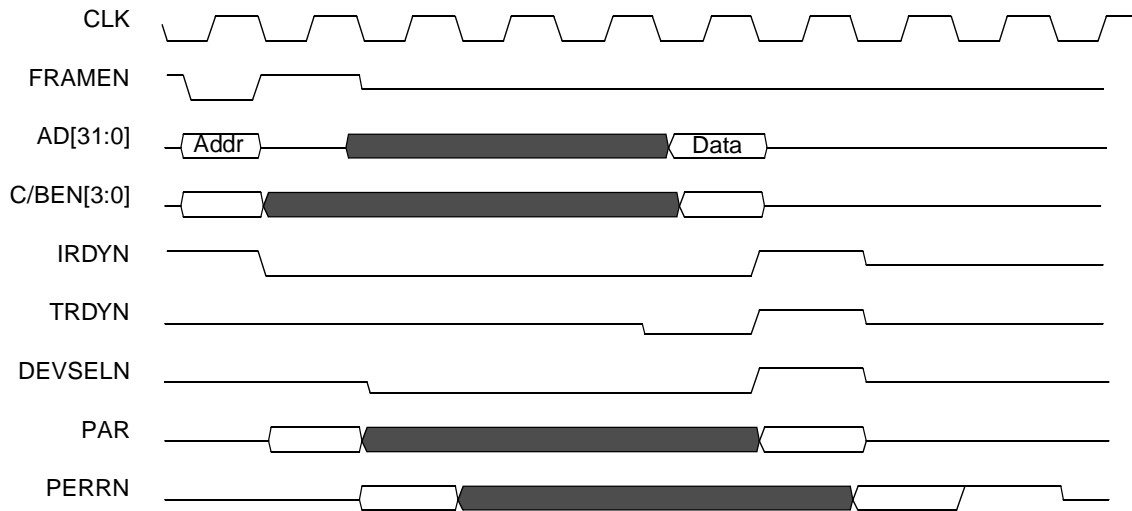 CLK
FRAMEN
AD[31:0] Addr Data
C/BEN[3:0]
IRDYN
TRDYN
DEVSELN
PAR
PERRN